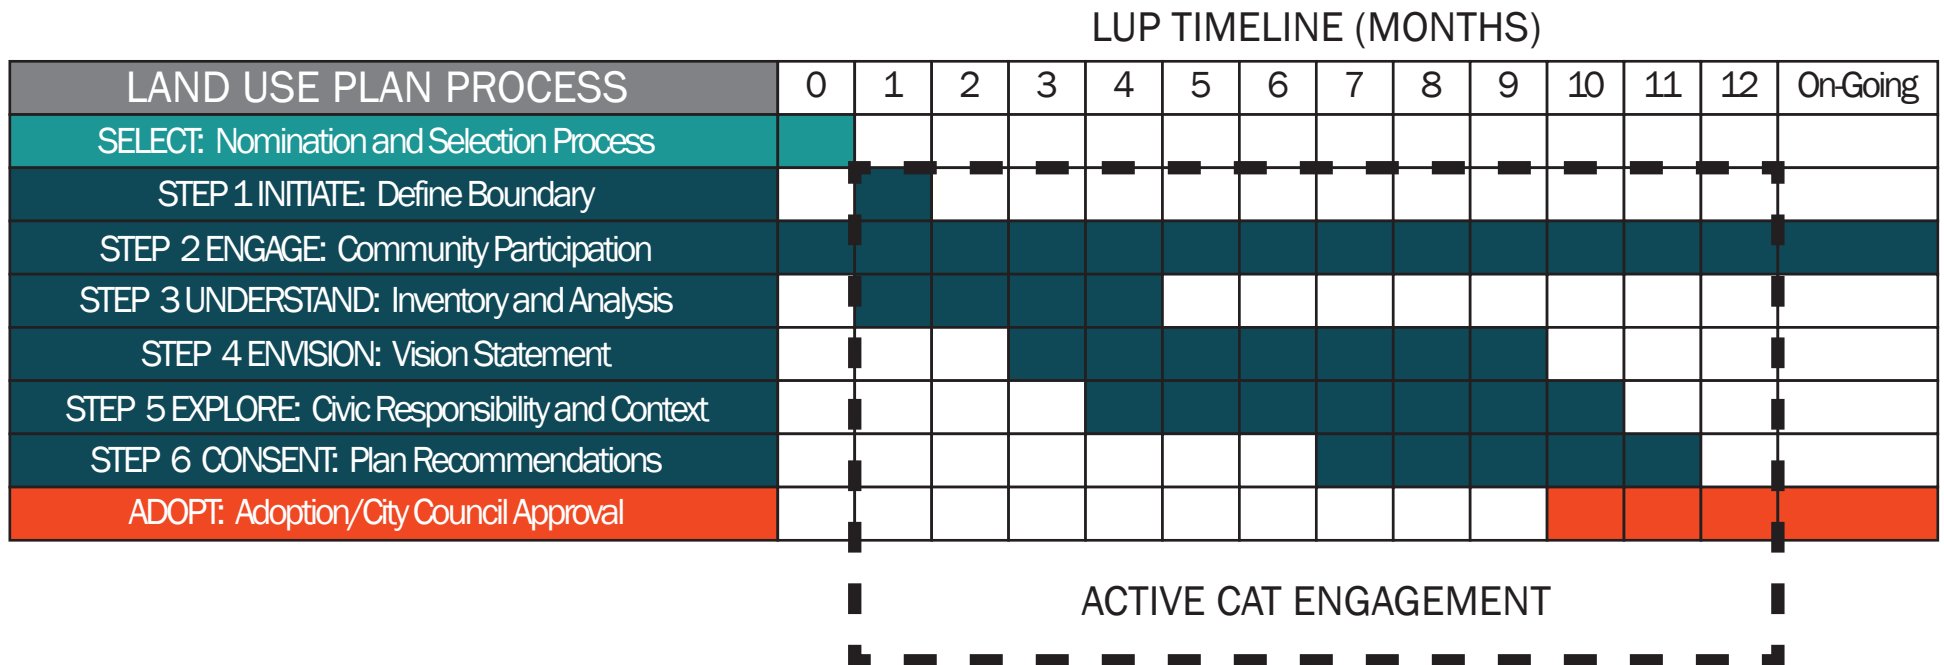 LUP TIMELINE (MONTHS)
LAND USE PLAN PROCESS 0 1 2 3 4 5 6 7 8 9 10 11 12 On-Going
SELECT: Nomination and Selection Process
STEP 1 INITIATE: Define Boundary
STEP 2 ENGAGE: Community Participation
STEP 3 UNDERSTAND: Inventory and Analysis
STEP 4 ENVISION: Vision Statement
STEP 5 EXPLORE: Civic Responsibility and Context
STEP 6 CONSENT: Plan Recommendations
ADOPT: Adoption/City Council Approval
ACTIVE CAT ENGAGEMENT